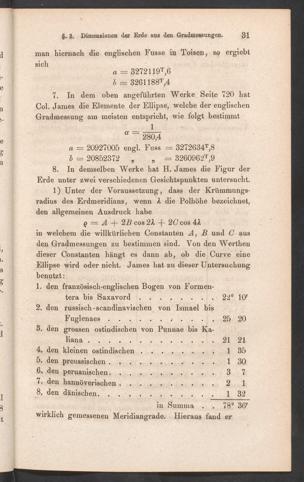 §. 2. Dimensionen der Erde aus den Gradmessungen. 31
man hiernach die englischen Fusse in Toisen, so ergiebt
sich
a = 3272119ᵀ,6
b = 3261188ᵀ,4
7. In dem oben angeführten Werke Seite 720 hat
Col. James die Elemente der Ellipse, welche der englischen
Gradmessung am meisten entspricht, wie folgt bestimmt
α = 1/280,4
a = 20927005 engl. Fuss = 3272634ᵀ,8
b = 20852372 „ „ = 3260962ᵀ,9
8. In demselben Werke hat H. James die Figur der
Erde unter zwei verschiedenen Gesichtspunkten untersucht.
1) Unter der Voraussetzung, dass der Krümmungs-
radius des Erdmeridians, wenn λ die Polhöhe bezeichnet,
den allgemeinen Ausdruck habe
ϱ = A + 2B cos 2λ + 2C cos 4λ
in welchem die willkürlichen Constanten A, B und C aus
den Gradmessungen zu bestimmen sind. Von den Werthen
dieser Constanten hängt es dann ab, ob die Curve eine
Ellipse wird oder nicht. James hat zu dieser Untersuchung
benutzt:
1. den französisch-englischen Bogen von Formen-
tera bis Saxavord . . . . . . . . 22° 10′
2. den russisch-scandinavischen von Ismael bis
Fuglenaes . . . . . . . . . . . 25 20
3. den grossen ostindischen von Punnae bis Ka-
liana . . . . . . . . . . . . 21 21
4. den kleinen ostindischen . . . . . . . . 1 35
5. den preussischen . . . . . . . . . . . 1 30
6. den peruanischen . . . . . . . . . . . 3 7
7. den hannöverischen . . . . . . . . . . 2 1
8. den dänischen . . . . . . . . . . . . 1 32
in Summa . . 78° 36′
wirklich gemessenen Meridiangrade. Hieraus fand er